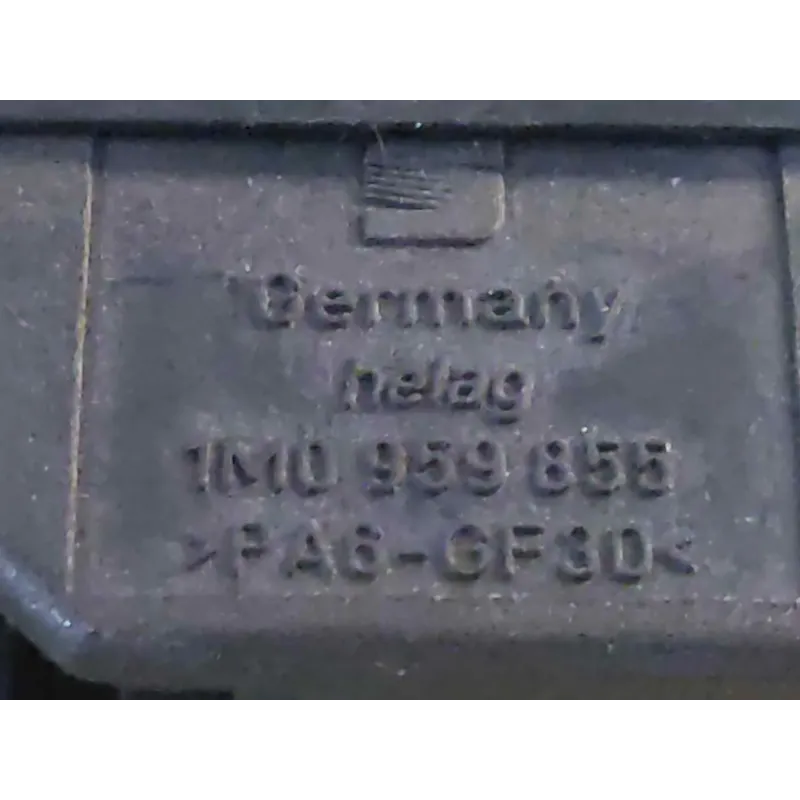 Germany
helag
1M0 959 855
>PA6-GF30<